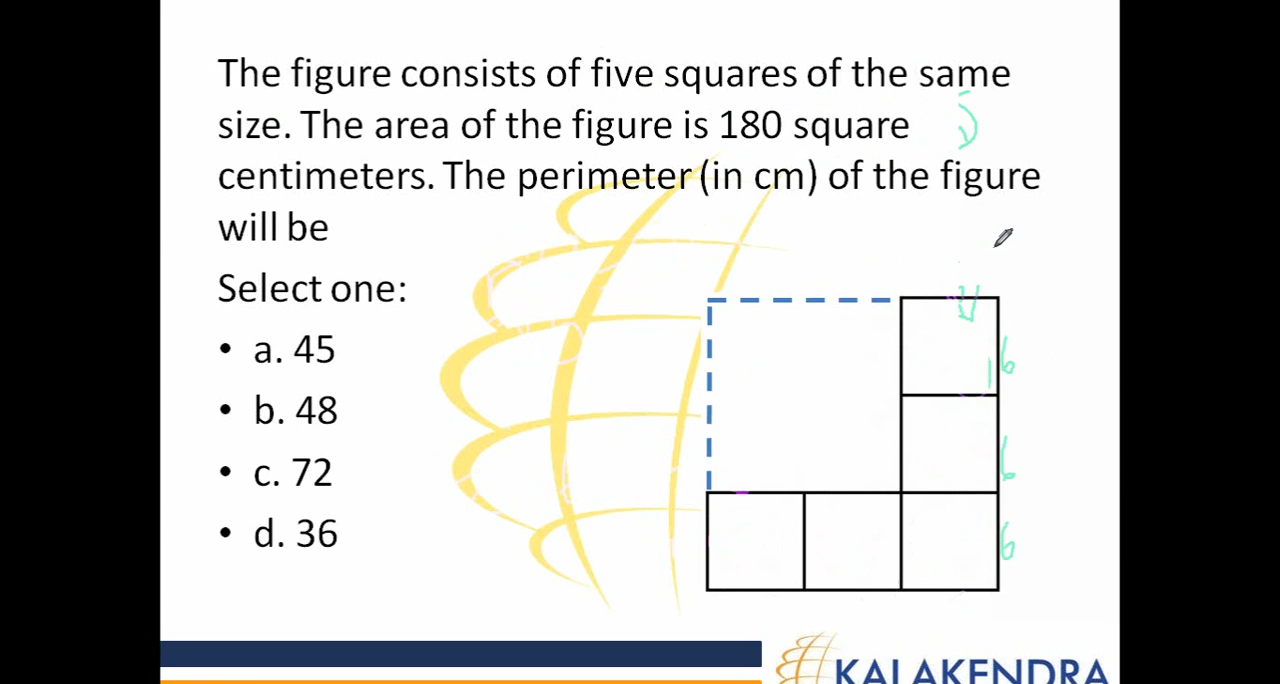 The figure consists of five squares of the same
size. The area of the figure is 180 square
centimeters. The perimeter (in cm) of the figure
will be
Select one:
• a. 45
• b. 48
• c. 72
• d. 36
6
6
6
KALAKENDRA